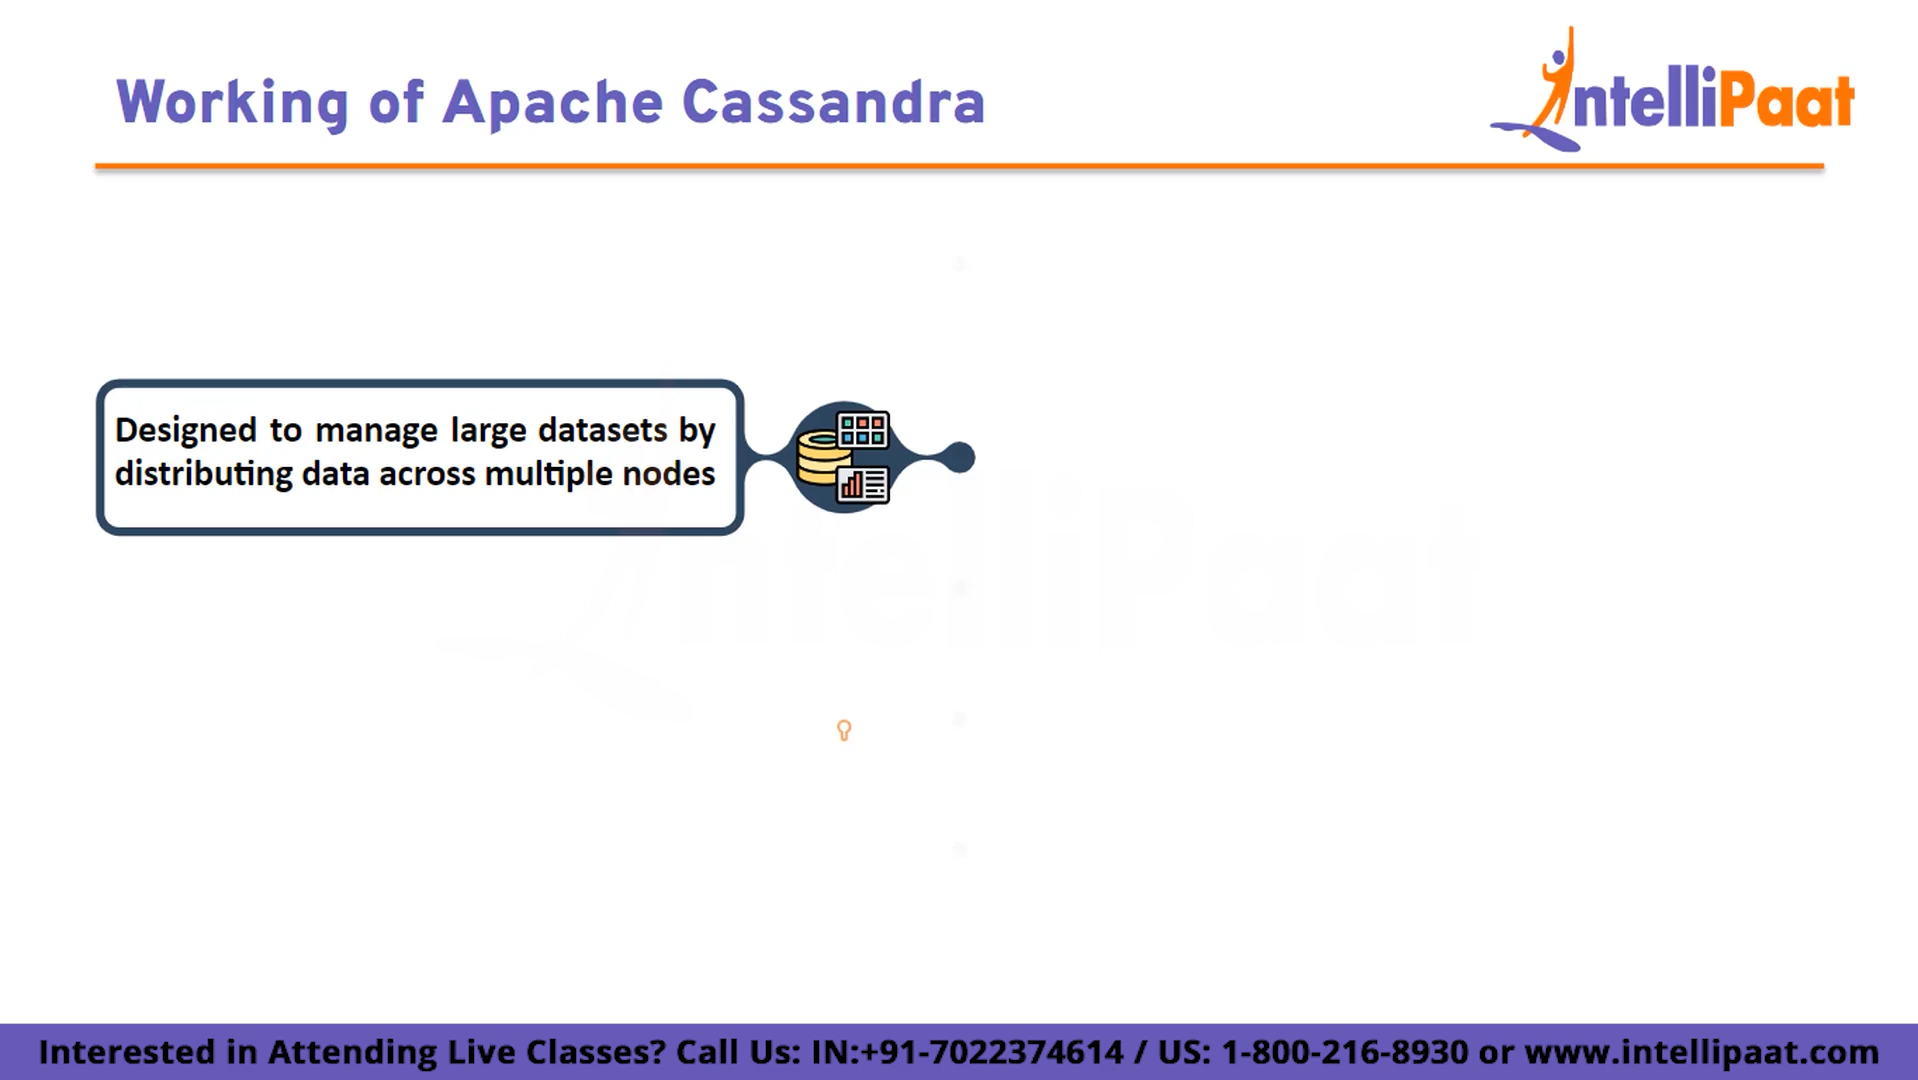 Working of Apache Cassandra
IntelliPaat
Designed to manage large datasets by
distributing data across multiple nodes
IntelliPaat
Interested in Attending Live Classes? Call Us: IN:+91-7022374614 / US: 1-800-216-8930 or www.intellipaat.com